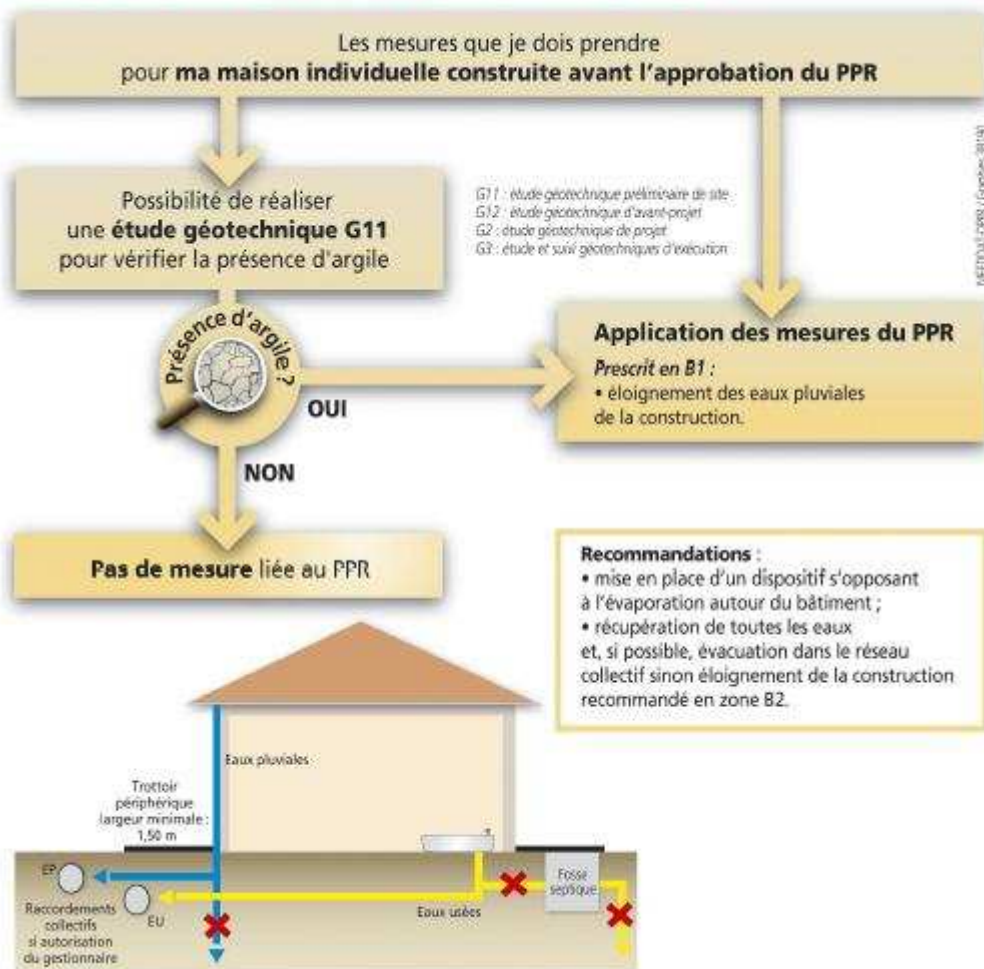 Les mesures que je dois prendre
pour ma maison individuelle construite avant l'approbation du PPR
Possibilité de réaliser
une étude géotechnique G11
pour vérifier la présence d'argile
G11 : étude géotechnique préliminaire de site
G12 : étude géotechnique d'avant-projet
G2 : étude géotechnique de projet
G3 : étude et suivi géotechniques d'exécution
Présence d'argile ?
OUI
NON
Application des mesures du PPR
Prescrit en B1 :
• éloignement des eaux pluviales
de la construction.
Pas de mesure liée au PPR
Recommandations :
• mise en place d'un dispositif s'opposant
à l'évaporation autour du bâtiment ;
• récupération de toutes les eaux
et, si possible, évacuation dans le réseau
collectif sinon éloignement de la construction
recommandé en zone B2.
Eaux pluviales
Trottoir
périphérique
largeur minimale :
1,50 m
EP
EU
Raccordements
collectifs
si autorisation
du gestionnaire
Eaux usées
Fosse
septique